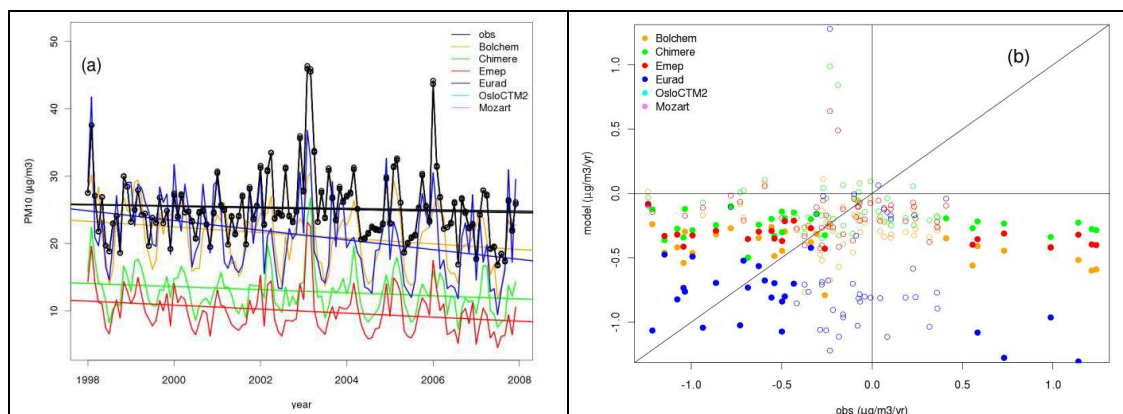 (a)
obs
Bolchem
Chimere
Emep
Eurad
OsloCTM2
Mozart
PM10 (µg/m3)
50
40
30
20
10
1998 2000 2002 2004 2006 2008
year
(b)
Bolchem
Chimere
Emep
Eurad
OsloCTM2
Mozart
model (µg/m3/yr)
1.0
0.5
0.0
-0.5
-1.0
-1.0 -0.5 0.0 0.5 1.0
obs (µg/m3/yr)